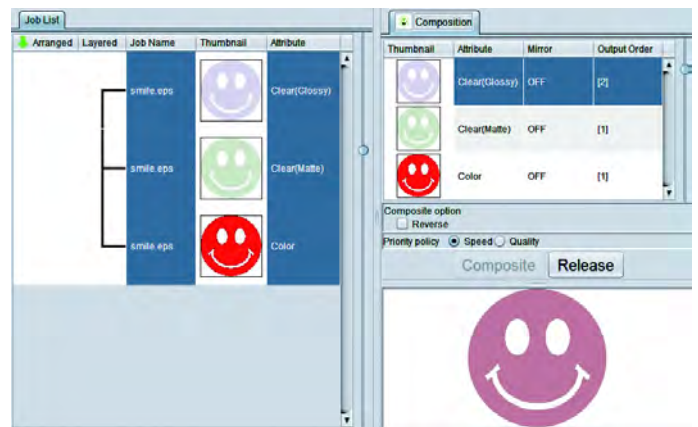 Job List
Arranged Layered Job Name Thumbnail Attribute
smile.eps Clear(Glossy)
smile.eps Clear(Matte)
smile.eps Color
Composition
Thumbnail Attribute Mirror Output Order
Clear(Glossy) OFF [2]
Clear(Matte) OFF [1]
Color OFF [1]
Composite option
Reverse
Priority policy Speed Quality
Composite Release